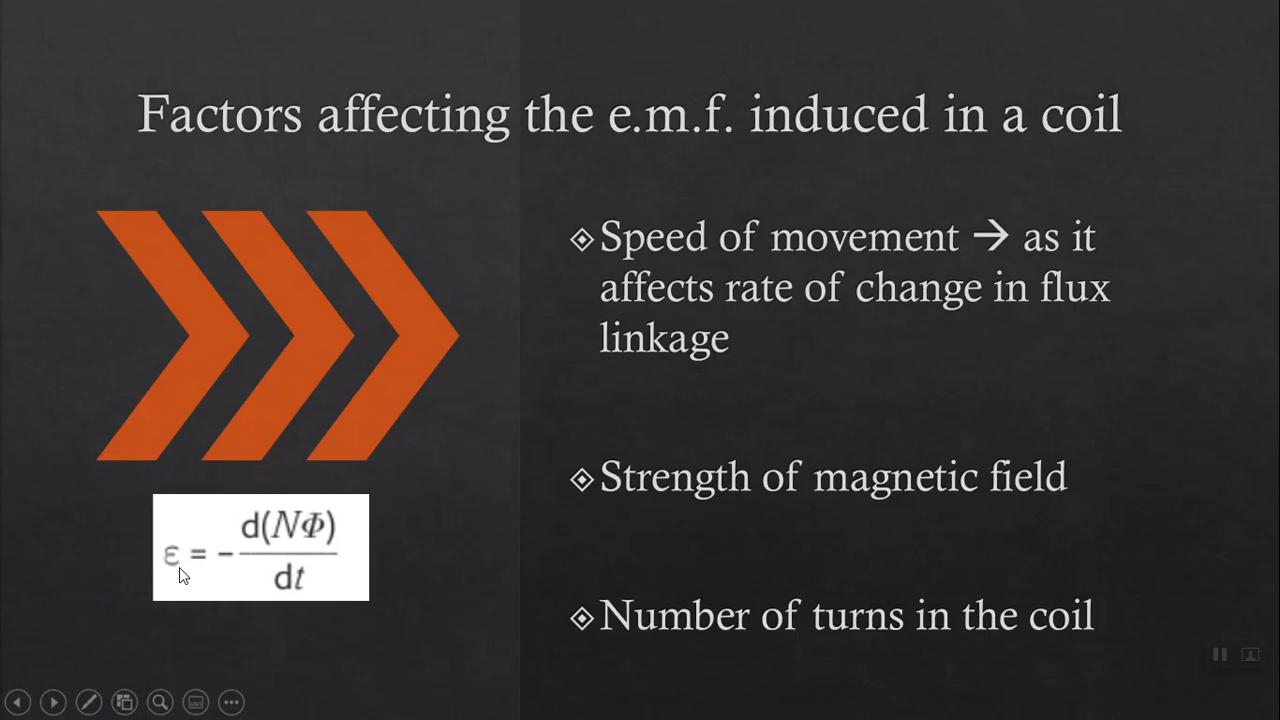 Factors affecting the e.m.f. induced in a coil
Speed of movement → as it
affects rate of change in flux
linkage
Strength of magnetic field
Number of turns in the coil
ε = - d(NΦ)/dt